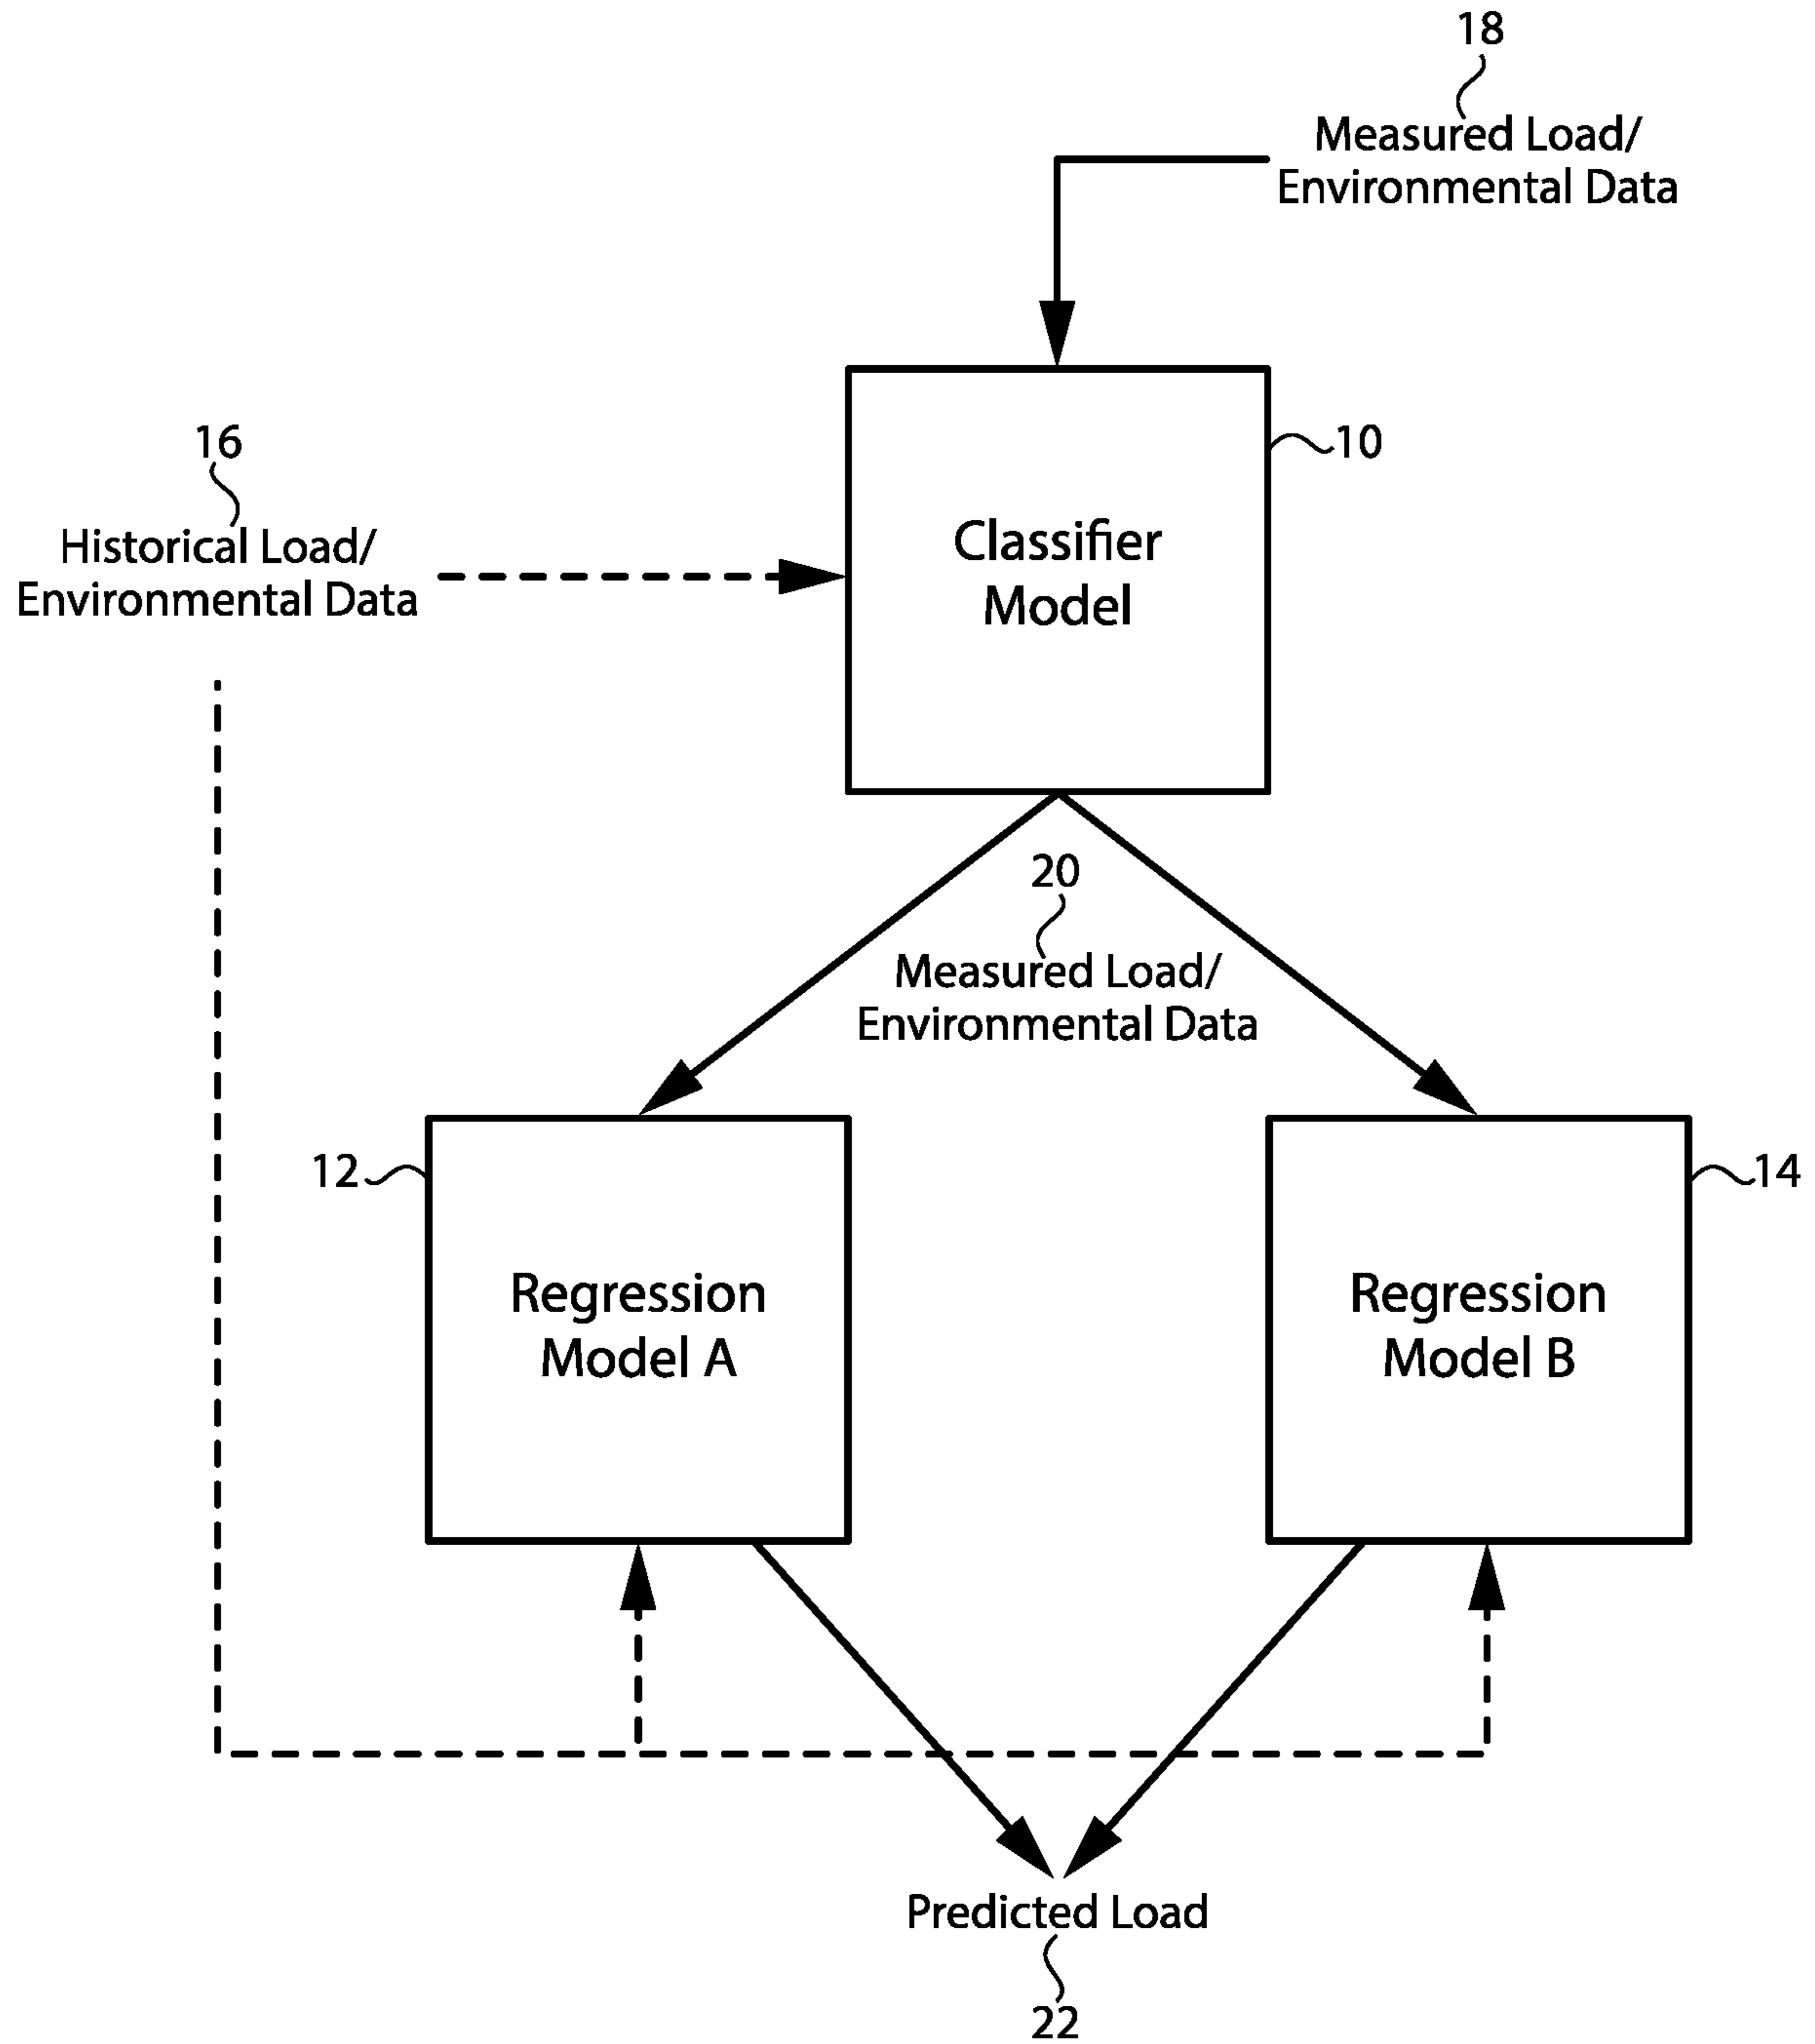 18
Measured Load/
Environmental Data
16
Historical Load/
Environmental Data
10
Classifier
Model
20
Measured Load/
Environmental Data
12
14
Regression
Model A
Regression
Model B
Predicted Load
22